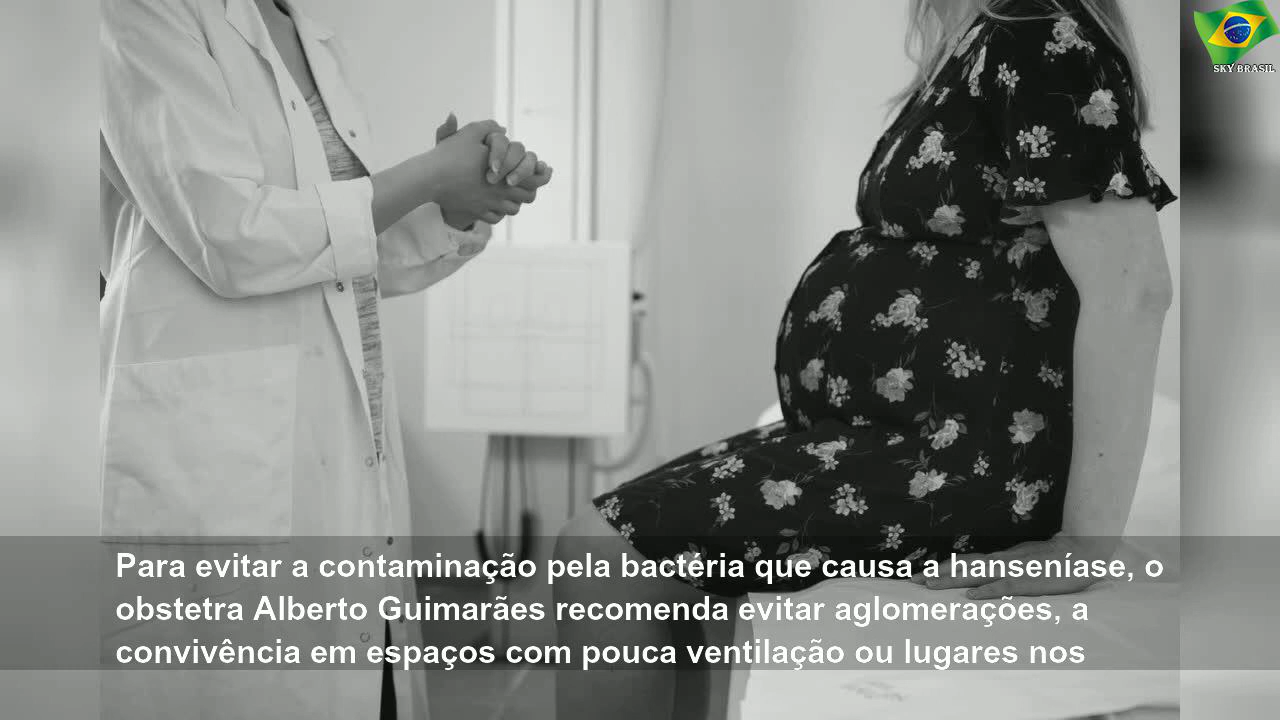 SKY BRASIL
Para evitar a contaminação pela bactéria que causa a hanseníase, o
obstetra Alberto Guimarães recomenda evitar aglomerações, a
convivência em espaços com pouca ventilação ou lugares nos